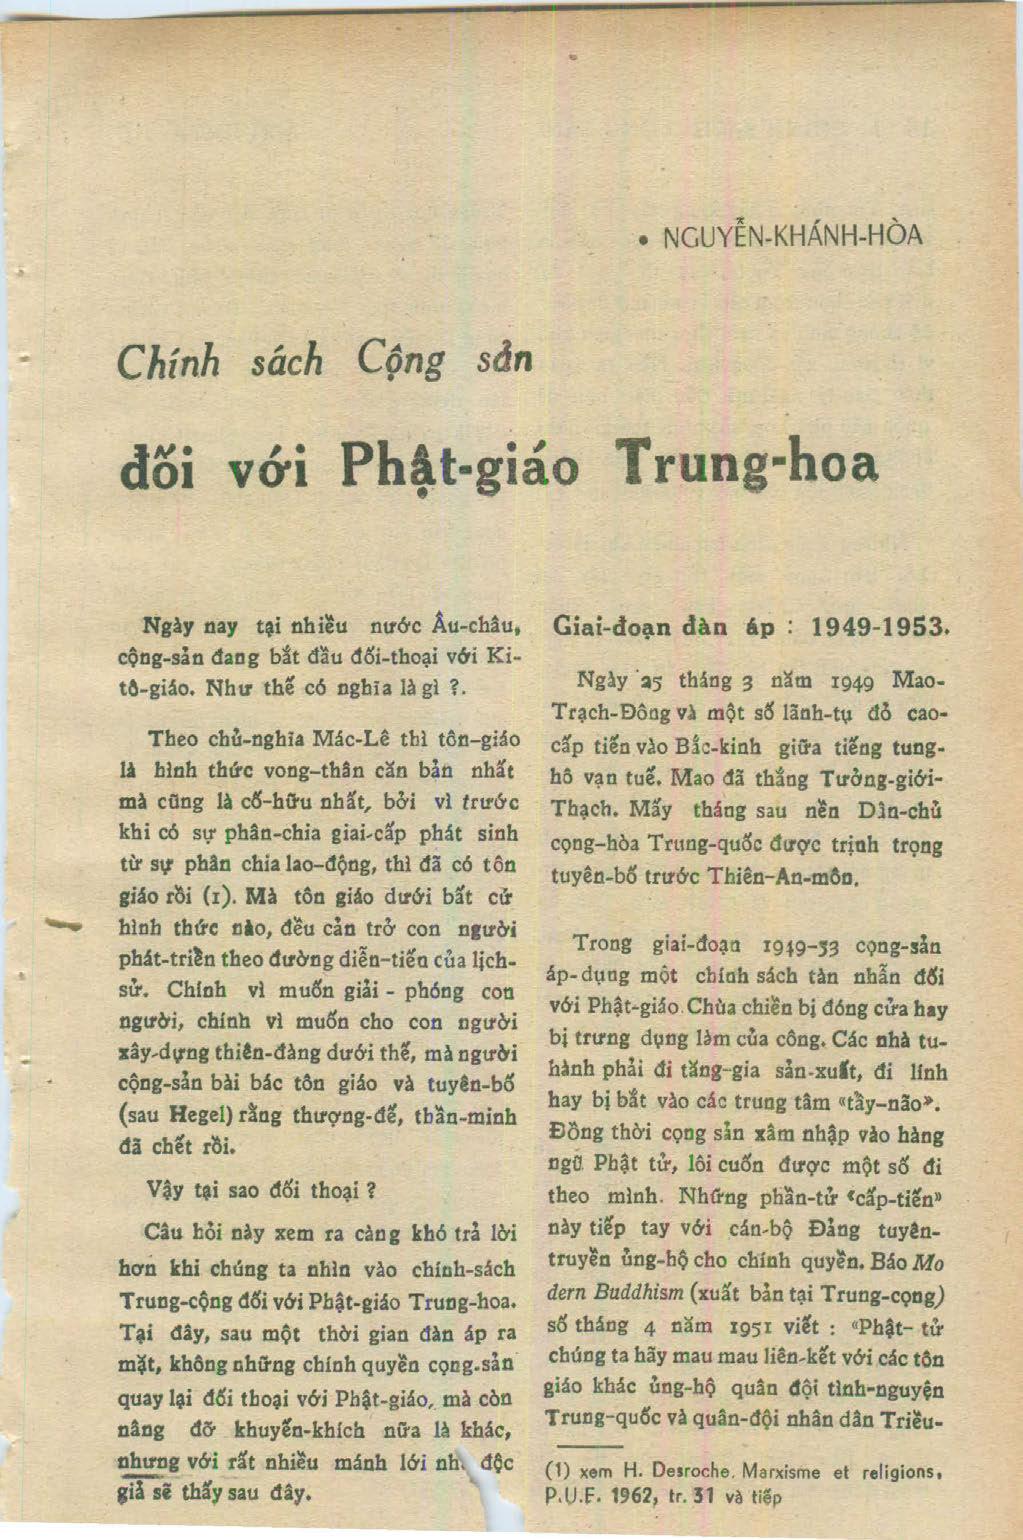 • NGUYỄN-KHÁNH-HÒA
Chính sách Cộng sản
đối với Phật-giáo Trung-hoa
Ngày nay tại nhiều nước Âu-châu,
cộng-sản đang bắt đầu đối-thoại với Ki-
tô-giáo. Như thế có nghĩa là gì ?.
Theo chủ-nghĩa Mác-Lê thì tôn-giáo
là hình thức vong-thân căn bản nhất
mà cũng là cố-hữu nhất, bởi vì trước
khi có sự phân-chia giai-cấp phát sinh
từ sự phân chia lao-động, thì đã có tôn
giáo rồi (1). Mà tôn giáo dưới bất cứ
hình thức nào, đều cản trở con người
phát-triển theo đường diễn-tiến của lịch-
sử. Chính vì muốn giải - phóng con
người, chính vì muốn cho con người
xây-dựng thiên-đàng dưới thế, mà người
cộng-sản bài bác tôn giáo và tuyên-bố
(sau Hegel) rằng thượng-đế, thần-minh
đã chết rồi.
Vậy tại sao đối thoại ?
Câu hỏi này xem ra càng khó trả lời
hơn khi chúng ta nhìn vào chính-sách
Trung-cộng đối với Phật-giáo Trung-hoa.
Tại đây, sau một thời gian đàn áp ra
mặt, không những chính quyền cọng-sản
quay lại đối thoại với Phật-giáo, mà còn
nâng đỡ khuyến-khích nữa là khác,
nhưng với rất nhiều mánh lới độc
giả sẽ thấy sau đây.
Giai-đoạn đàn áp : 1949-1953.
Ngày 25 tháng 3 năm 1949 Mao-
Trạch-Đông và một số lãnh-tụ đỏ cao-
cấp tiến vào Bắc-kinh giữa tiếng tung-
hô vạn tuế. Mao đã thắng Tưởng-giới-
Thạch. Mấy tháng sau nền Dân-chủ
cọng-hòa Trung-quốc được trịnh trọng
tuyên-bố trước Thiên-An-môn.
Trong giai-đoạn 1949-53 cọng-sản
áp-dụng một chính sách tàn nhẫn đối
với Phật-giáo. Chùa chiền bị đóng cửa hay
bị trưng dụng làm của công. Các nhà tu-
hành phải đi tăng-gia sản-xuất, đi lính
hay bị bắt vào các trung tâm «tẩy-não».
Đồng thời cọng sản xâm nhập vào hàng
ngũ Phật tử, lôi cuốn được một số đi
theo mình. Những phần-tử «cấp-tiến»
này tiếp tay với cán-bộ Đảng tuyên-
truyền ủng-hộ cho chính quyền. Báo Mo
dern Buddhism (xuất bản tại Trung-cọng)
số tháng 4 năm 1951 viết : «Phật- tử
chúng ta hãy mau mau liên-kết với các tôn
giáo khác ủng-hộ quân đội tình-nguyện
Trung-quốc và quân-đội nhân dân Triều-
(1) xem H. Desroche. Marxisme et religions,
P.U.F. 1962, tr. 31 và tiếp